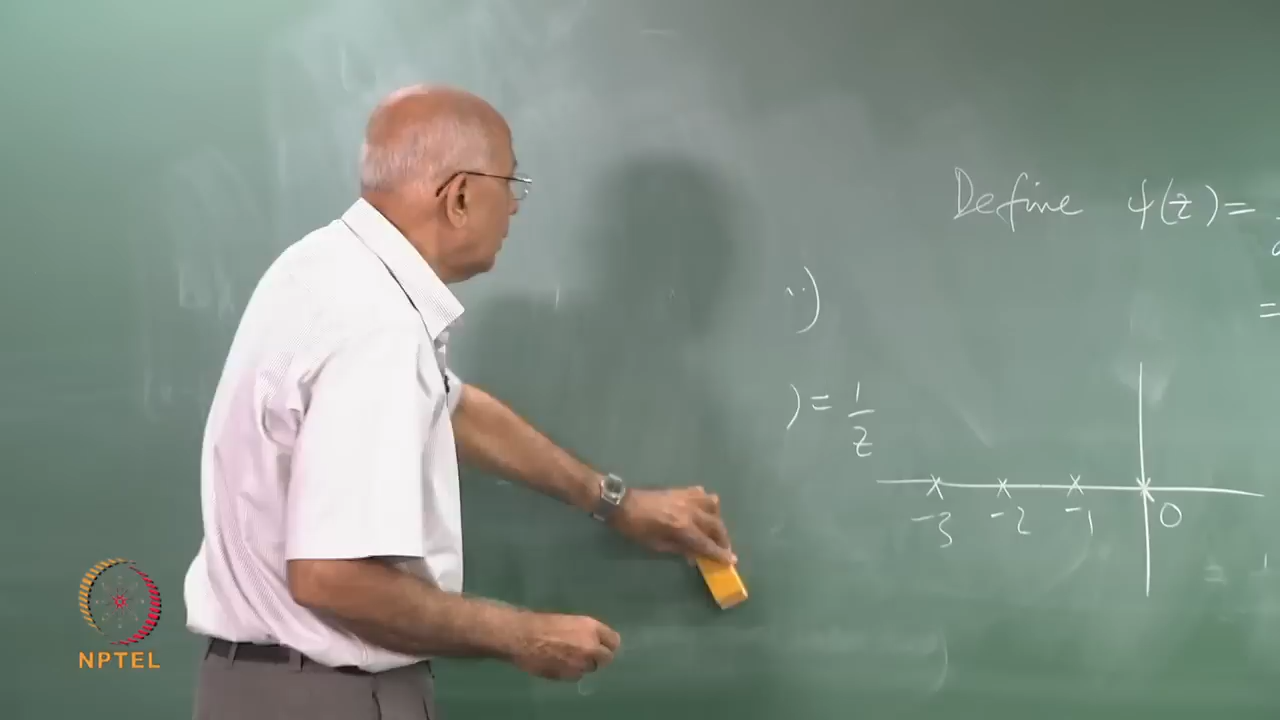 Define ψ(z) =
=
) = 1/z
-3 -2 -1 0
=
NPTEL